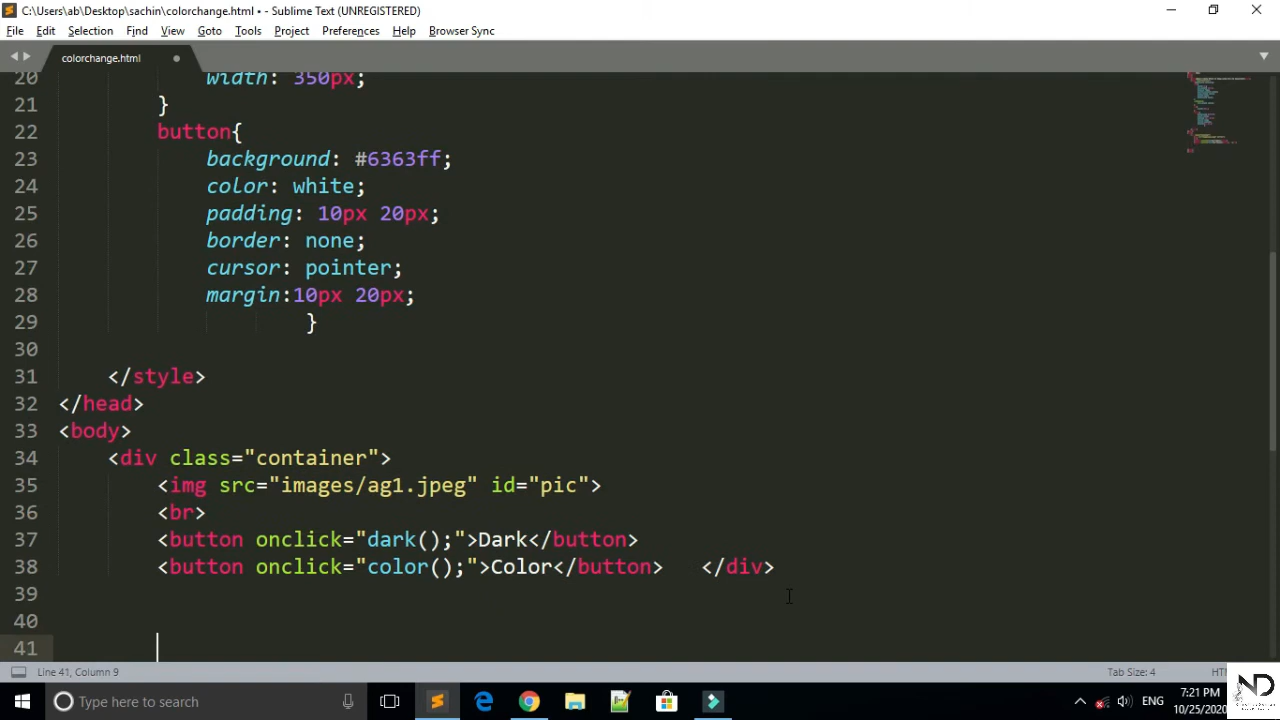 C:\Users\ab\Desktop\sachin\colorchange.html • - Sublime Text (UNREGISTERED)
File Edit Selection Find View Goto Tools Project Preferences Help Browser Sync
colorchange.html
20 width: 350px;
21 }
22 button{
23 background: #6363ff;
24 color: white;
25 padding: 10px 20px;
26 border: none;
27 cursor: pointer;
28 margin:10px 20px;
29 }
30
31 </style>
32 </head>
33 <body>
34 <div class="container">
35 <img src="images/ag1.jpeg" id="pic">
36 <br>
37 <button onclick="dark();">Dark</button>
38 <button onclick="color();">Color</button> </div>
39
40
41
Line 41, Column 9 Tab Size: 4
Type here to search ENG 7:21 PM
10/25/2020
ND